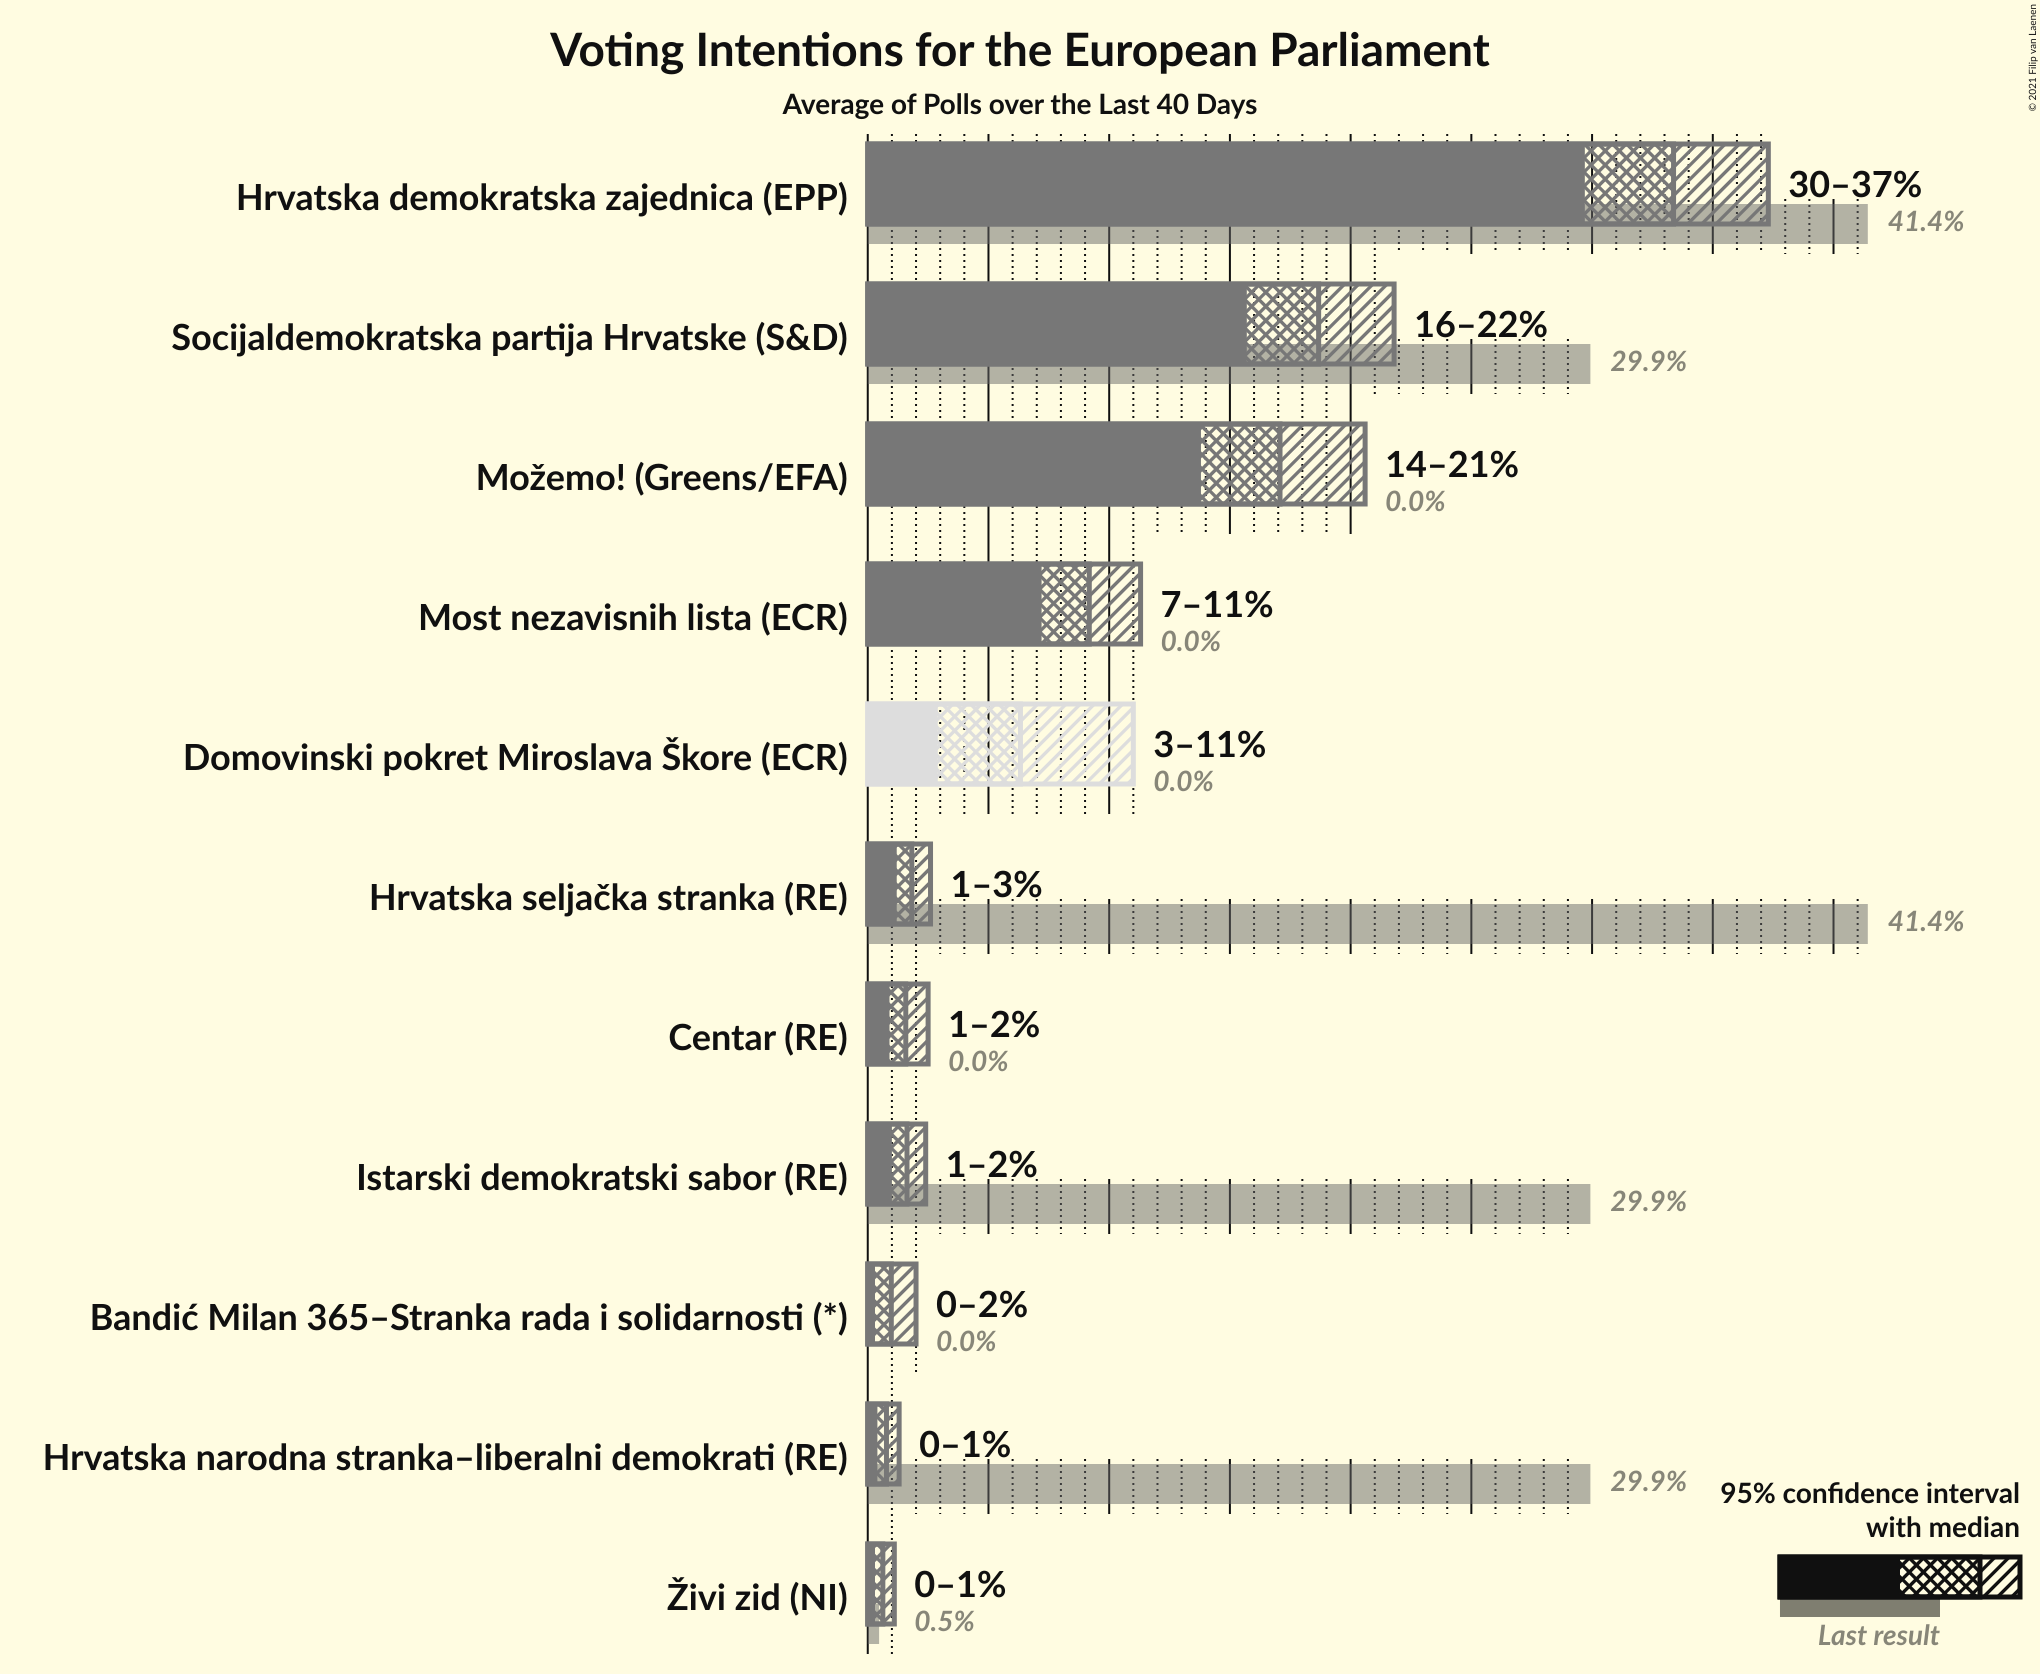 © 2021 Filip van Laenen
Voting Intentions for the European Parliament
Average of Polls over the Last 40 Days
Hrvatska demokratska zajednica (EPP)
30–37%
41.4%
Socijaldemokratska partija Hrvatske (S&D)
16–22%
29.9%
Možemo! (Greens/EFA)
14–21%
0.0%
Most nezavisnih lista (ECR)
7–11%
0.0%
Domovinski pokret Miroslava Škore (ECR)
3–11%
0.0%
Hrvatska seljačka stranka (RE)
1–3%
41.4%
Centar (RE)
1–2%
0.0%
Istarski demokratski sabor (RE)
1–2%
29.9%
Bandić Milan 365–Stranka rada i solidarnosti (*)
0–2%
0.0%
Hrvatska narodna stranka–liberalni demokrati (RE)
0–1%
29.9%
Živi zid (NI)
0–1%
0.5%
95% confidence interval
with median
Last result